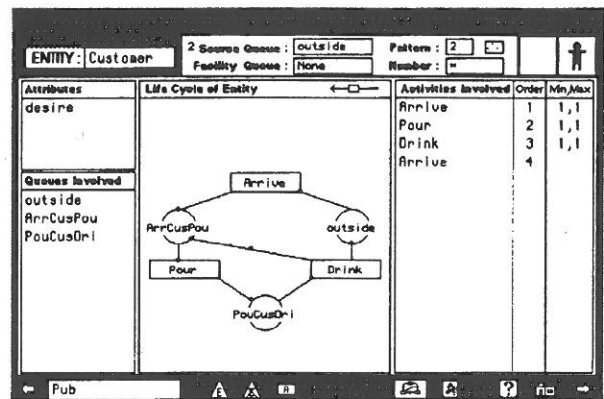 ENTITY: Customer
2 Source Queue: outside
Facility Queue: None
Pattern: 2
Number: =
Attributes
desire
Queues Involved
outside
ArrCusPou
PouCusDri
Life Cycle of Entity
Arrive
ArrCusPou
outside
Pour
Drink
PouCusDri
Activities Involved Order Min,Max
Arrive 1 1,1
Pour 2 1,1
Drink 3 1,1
Arrive 4
Pub
R
?